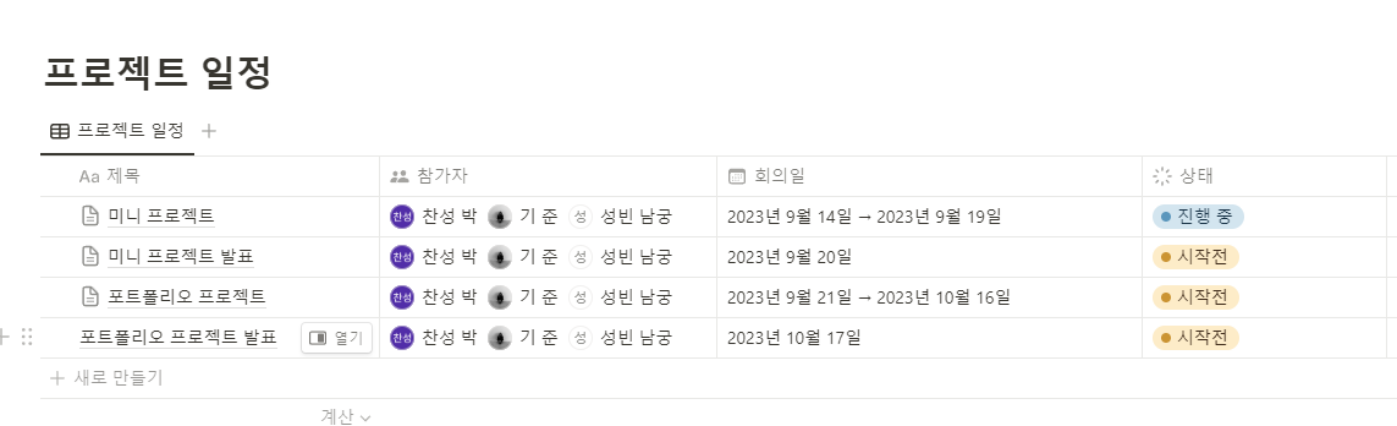 프로젝트 일정
프로젝트 일정
Aa 제목 참가자 회의일 상태
미니 프로젝트 찬성 찬성 박 기 준 성 성빈 남궁 2023년 9월 14일 → 2023년 9월 19일 진행 중
미니 프로젝트 발표 찬성 찬성 박 기 준 성 성빈 남궁 2023년 9월 20일 시작전
포트폴리오 프로젝트 찬성 찬성 박 기 준 성 성빈 남궁 2023년 9월 21일 → 2023년 10월 16일 시작전
포트폴리오 프로젝트 발표 열기 찬성 찬성 박 기 준 성 성빈 남궁 2023년 10월 17일 시작전
+ 새로 만들기
계산